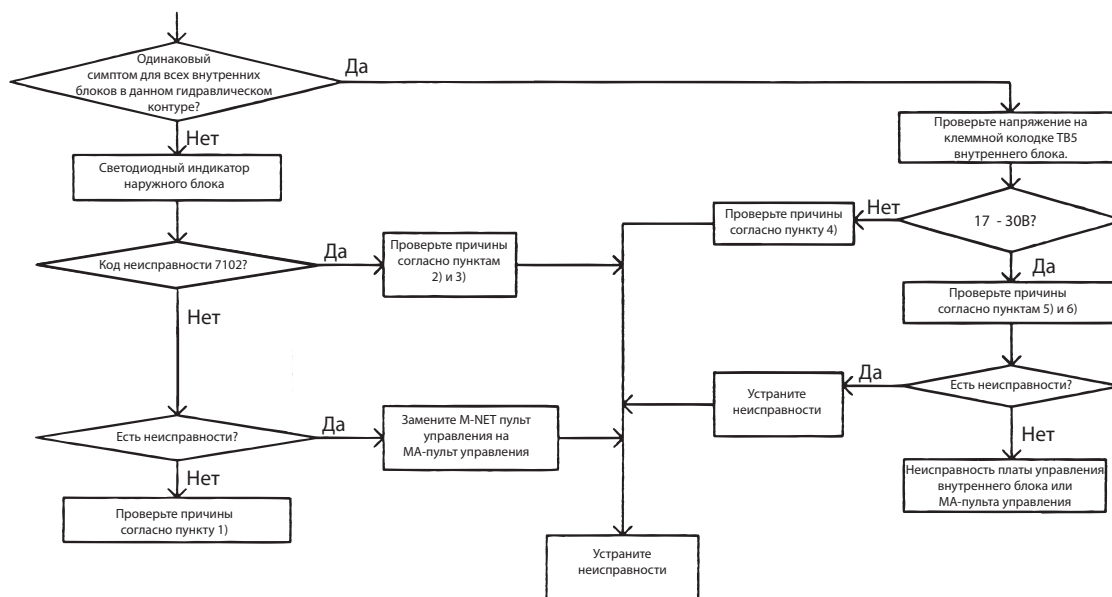 Одинаковый
симптом для всех внутренних
блоков в данном гидравлическом
контуре?
Да
Нет
Проверьте напряжение на
клеммной колодке TB5
внутреннего блока.
Светодиодный индикатор
наружного блока
17 - 30В?
Нет
Проверьте причины
согласно пункту 4)
Да
Код неисправности 7102?
Да
Проверьте причины
согласно пунктам
2) и 3)
Проверьте причины
согласно пунктам 5) и 6)
Нет
Есть неисправности?
Да
Устраните
неисправности
Нет
Есть неисправности?
Да
Замените M-NET пульт
управления на
MA-пульт управления
Неисправность платы управления
внутреннего блока или
MA-пульта управления
Нет
Проверьте причины
согласно пункту 1)
Устраните
неисправности